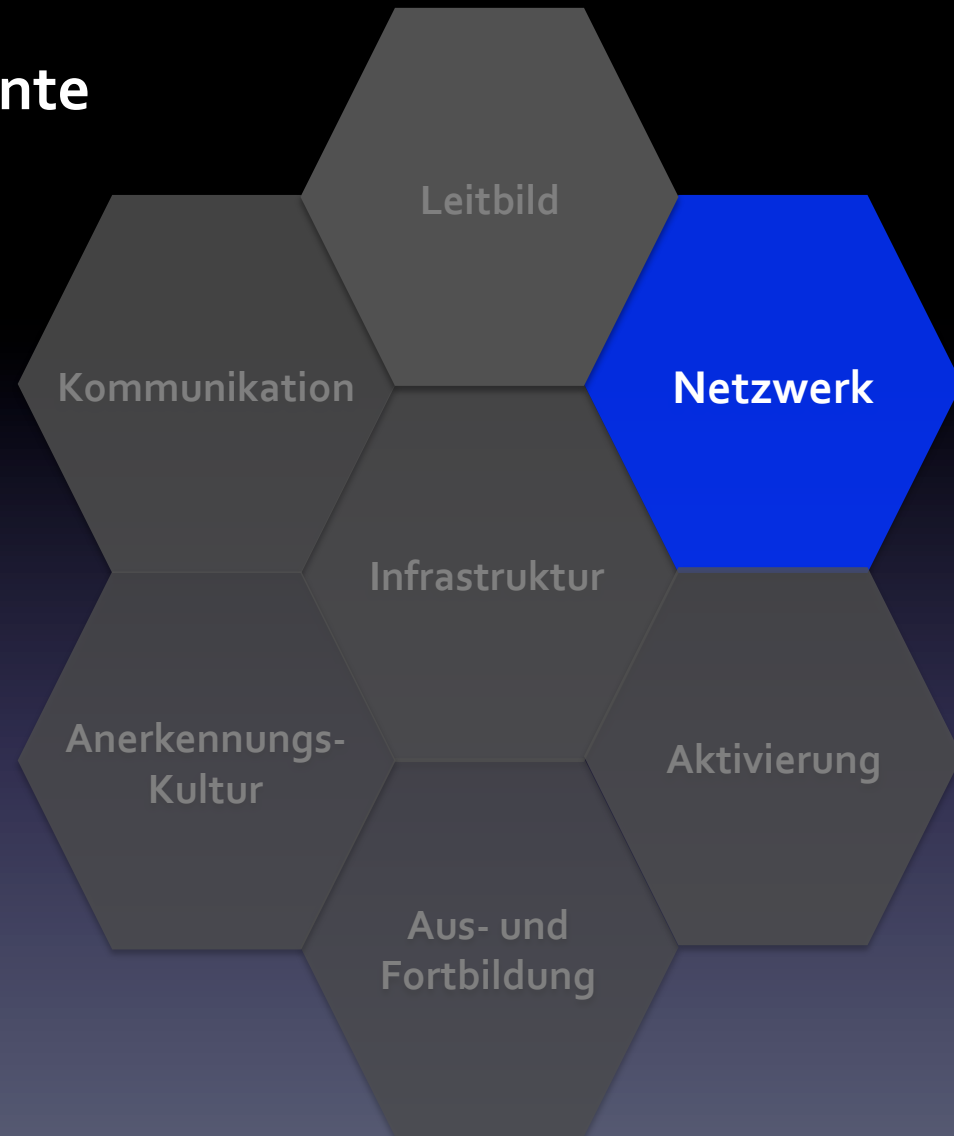 nte
Leitbild
Kommunikation
Netzwerk
Infrastruktur
Anerkennungs-
Kultur
Aktivierung
Aus- und
Fortbildung